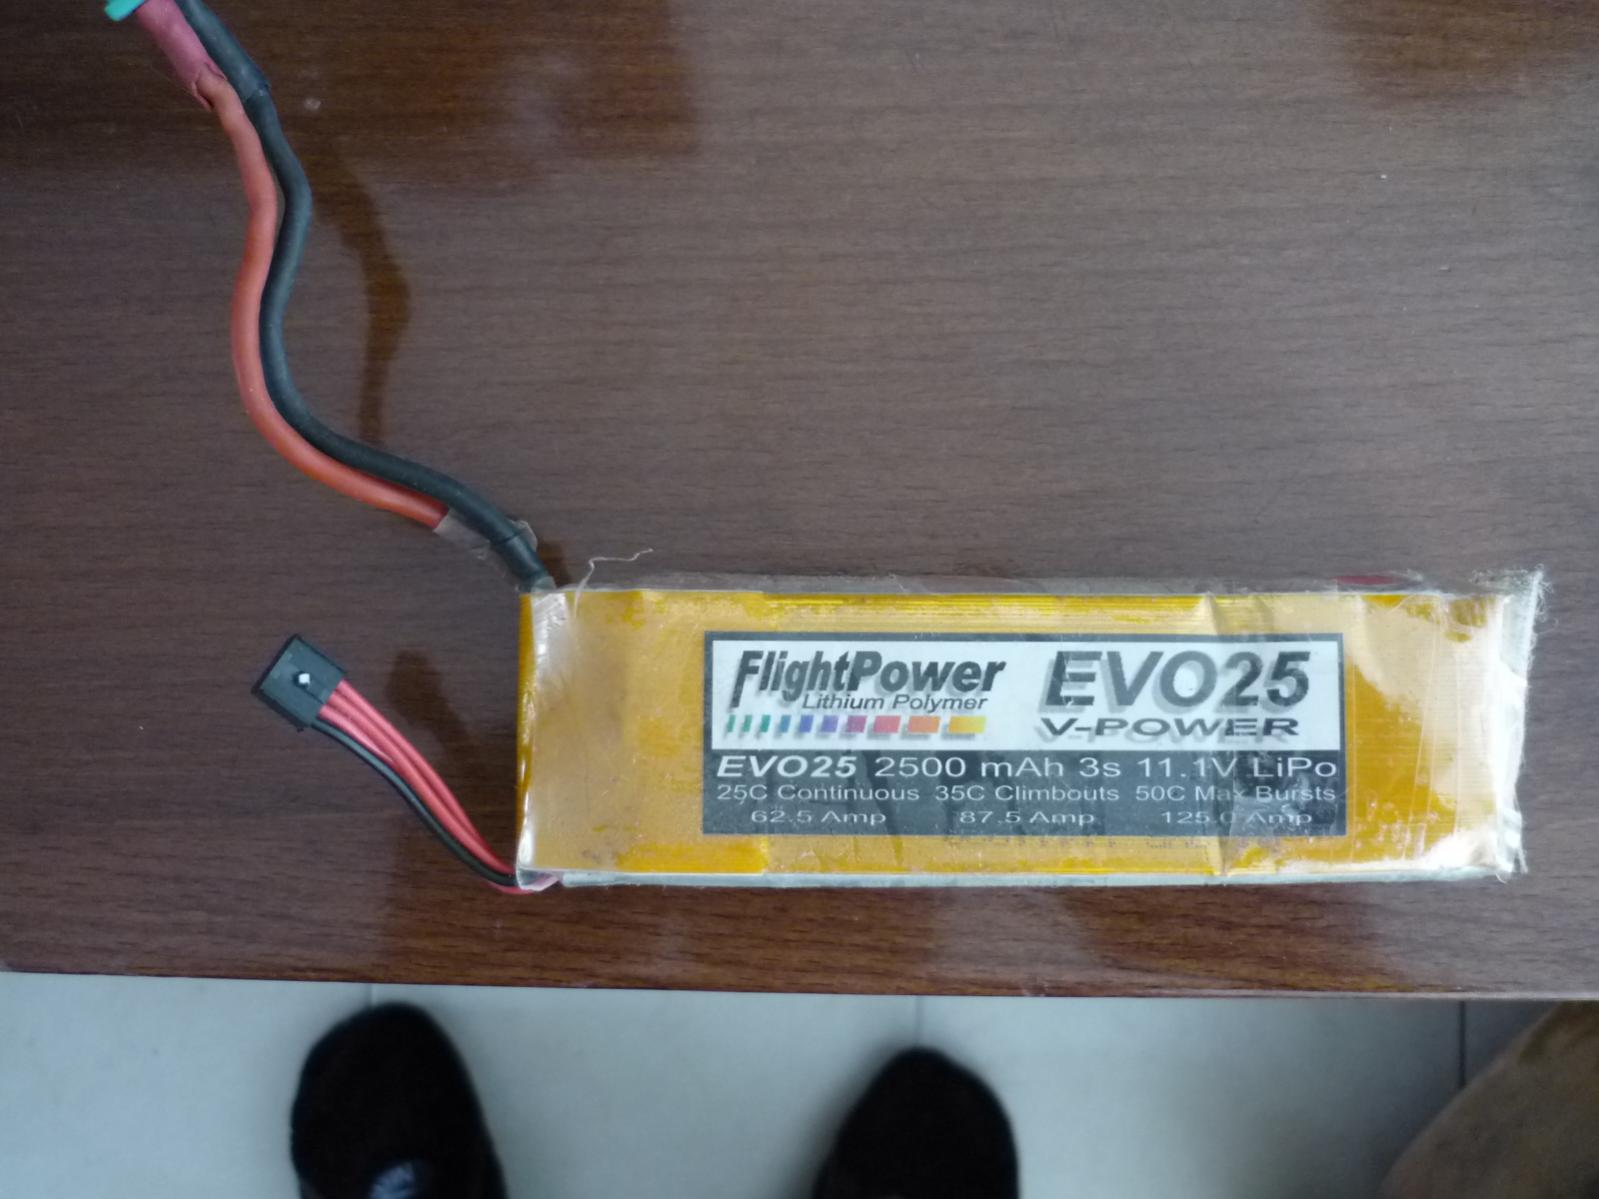 FlightPower
Lithium Polymer
EVO25
V-POWER
EVO25 2500 mAh 3s 11.1V LiPo
25C Continuous 35C Climbouts 50C Max Bursts
62.5 Amp 87.5 Amp 125.0 Amp